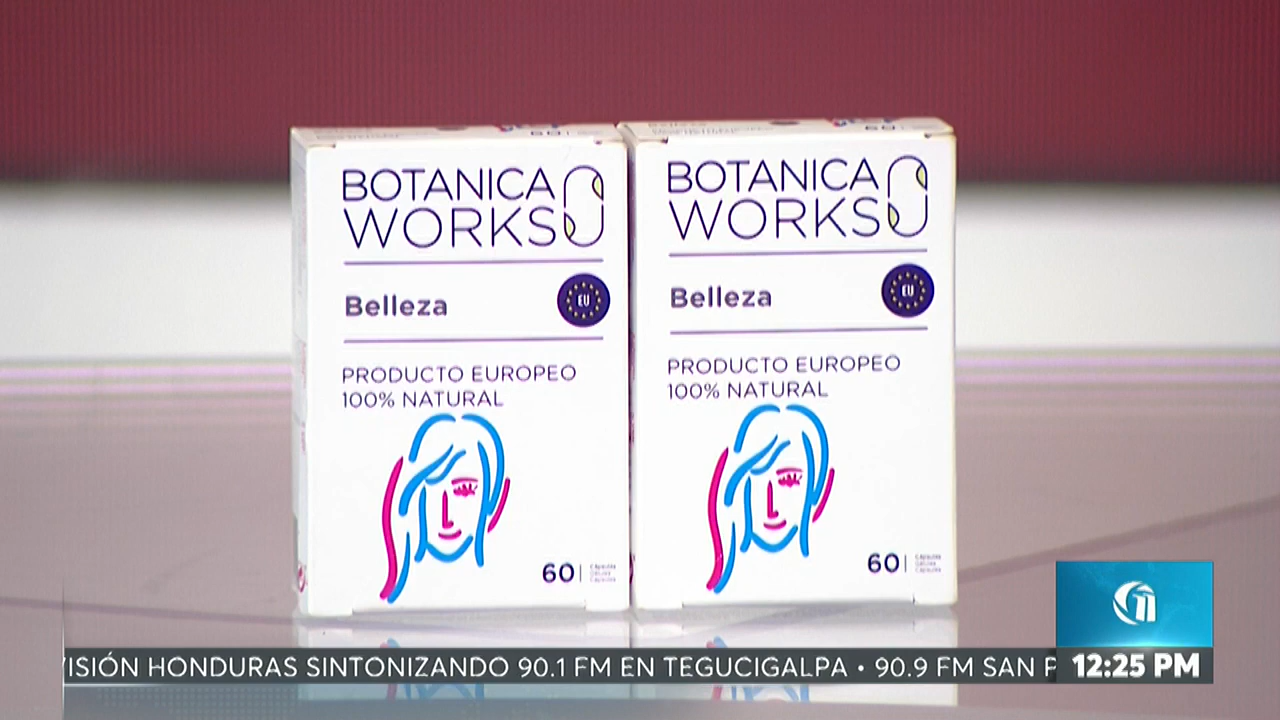 BOTANICA
WORKS
Belleza
EU
PRODUCTO EUROPEO
100% NATURAL
60
BOTANICA
WORKS
Belleza
EU
PRODUCTO EUROPEO
100% NATURAL
60
VISIÓN HONDURAS SINTONIZANDO 90.1 FM EN TEGUCIGALPA • 90.9 FM SAN P
11
12:25 PM